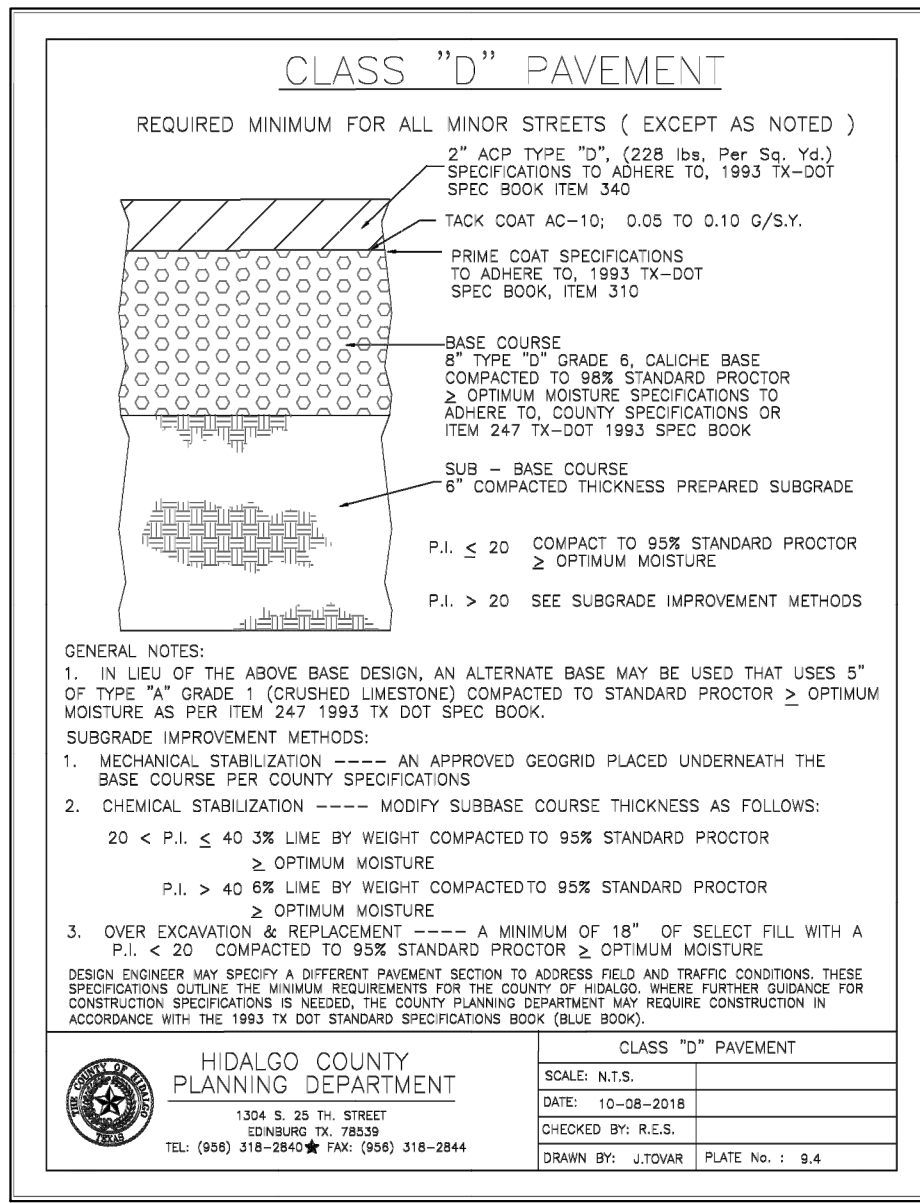 CLASS "D" PAVEMENT
REQUIRED MINIMUM FOR ALL MINOR STREETS ( EXCEPT AS NOTED )
2" ACP TYPE "D", (228 lbs, Per Sq. Yd.)
SPECIFICATIONS TO ADHERE TO, 1993 TX-DOT
SPEC BOOK ITEM 340
TACK COAT AC-10; 0.05 TO 0.10 G/S.Y.
PRIME COAT SPECIFICATIONS
TO ADHERE TO, 1993 TX-DOT
SPEC BOOK, ITEM 310
BASE COURSE
8" TYPE "D" GRADE 6, CALICHE BASE
COMPACTED TO 98% STANDARD PROCTOR
≥ OPTIMUM MOISTURE SPECIFICATIONS TO
ADHERE TO, COUNTY SPECIFICATIONS OR
ITEM 247 TX-DOT 1993 SPEC BOOK
SUB - BASE COURSE
6" COMPACTED THICKNESS PREPARED SUBGRADE
P.I. ≤ 20 COMPACT TO 95% STANDARD PROCTOR
≥ OPTIMUM MOISTURE
P.I. > 20 SEE SUBGRADE IMPROVEMENT METHODS
GENERAL NOTES:
1. IN LIEU OF THE ABOVE BASE DESIGN, AN ALTERNATE BASE MAY BE USED THAT USES 5"
OF TYPE "A" GRADE 1 (CRUSHED LIMESTONE) COMPACTED TO STANDARD PROCTOR ≥ OPTIMUM
MOISTURE AS PER ITEM 247 1993 TX DOT SPEC BOOK.
SUBGRADE IMPROVEMENT METHODS:
1. MECHANICAL STABILIZATION ---- AN APPROVED GEOGRID PLACED UNDERNEATH THE
BASE COURSE PER COUNTY SPECIFICATIONS
2. CHEMICAL STABILIZATION ---- MODIFY SUBBASE COURSE THICKNESS AS FOLLOWS:
20 < P.I. ≤ 40 3% LIME BY WEIGHT COMPACTED TO 95% STANDARD PROCTOR
≥ OPTIMUM MOISTURE
P.I. > 40 6% LIME BY WEIGHT COMPACTED TO 95% STANDARD PROCTOR
≥ OPTIMUM MOISTURE
3. OVER EXCAVATION & REPLACEMENT ---- A MINIMUM OF 18" OF SELECT FILL WITH A
P.I. < 20 COMPACTED TO 95% STANDARD PROCTOR ≥ OPTIMUM MOISTURE
DESIGN ENGINEER MAY SPECIFY A DIFFERENT PAVEMENT SECTION TO ADDRESS FIELD AND TRAFFIC CONDITIONS. THESE
SPECIFICATIONS OUTLINE THE MINIMUM REQUIREMENTS FOR THE COUNTY OF HIDALGO. WHERE FURTHER GUIDANCE FOR
CONSTRUCTION SPECIFICATIONS IS NEEDED, THE COUNTY PLANNING DEPARTMENT MAY REQUIRE CONSTRUCTION IN
ACCORDANCE WITH THE 1993 TX DOT STANDARD SPECIFICATIONS BOOK (BLUE BOOK).
THE COUNTY OF HIDALGO
TEXAS
HIDALGO COUNTY
PLANNING DEPARTMENT
1304 S. 25 TH. STREET
EDINBURG TX. 78539
TEL: (956) 318-2840★ FAX: (956) 318-2844
CLASS "D" PAVEMENT
SCALE: N.T.S.
DATE: 10-08-2018
CHECKED BY: R.E.S.
DRAWN BY: J.TOVAR
PLATE No. : 9.4